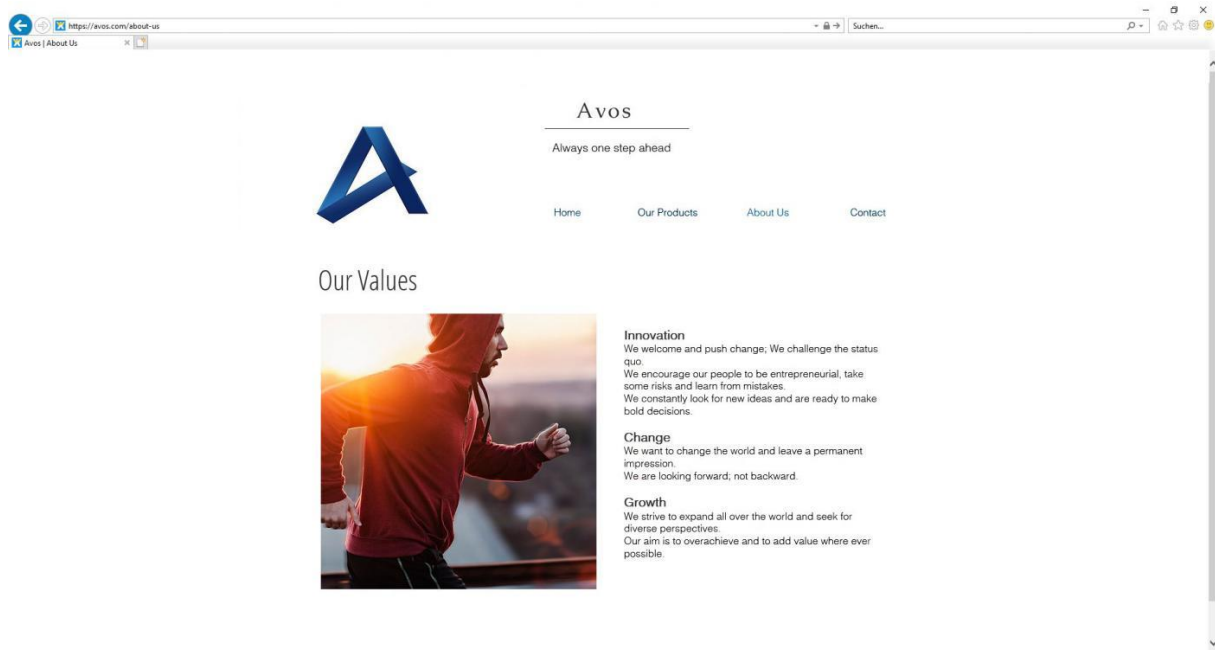 https://avos.com/about-us
Suchen...
Avos | About Us
Avos
Always one step ahead
Home Our Products About Us Contact
Our Values
Innovation
We welcome and push change; We challenge the status
quo.
We encourage our people to be entrepreneurial, take
some risks and learn from mistakes.
We constantly look for new ideas and are ready to make
bold decisions.
Change
We want to change the world and leave a permanent
impression.
We are looking forward; not backward.
Growth
We strive to expand all over the world and seek for
diverse perspectives.
Our aim is to overachieve and to add value where ever
possible.